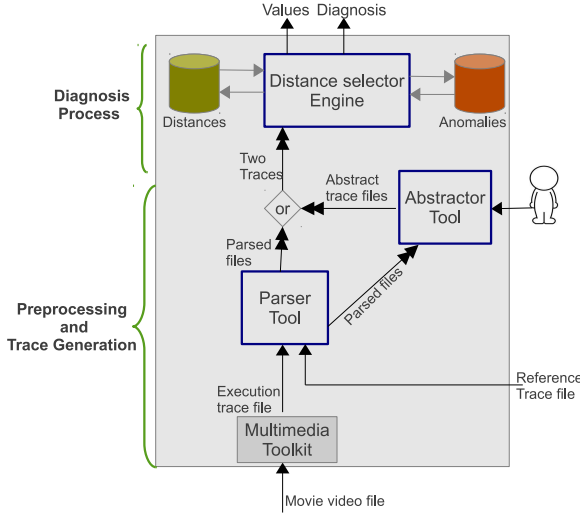 Values Diagnosis
Distance selector
Engine
Distances
Anomalies
Diagnosis
Process
Two
Traces
Abstract
trace files
Abstractor
Tool
or
Parsed
files
Parsed files
Parser
Tool
Preprocessing
and
Trace Generation
Execution
trace file
Reference
Trace file
Multimedia
Toolkit
Movie video file